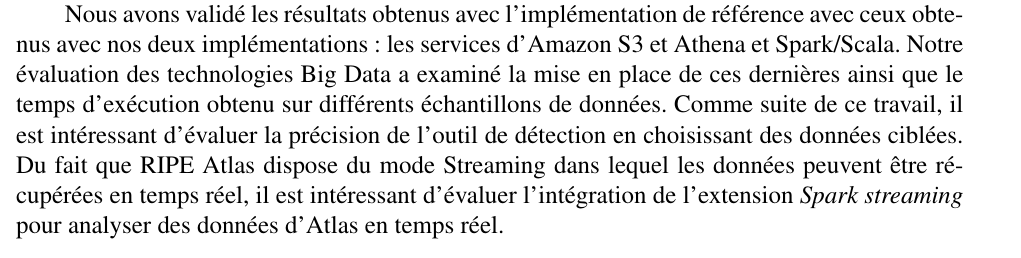 Nous avons validé les résultats obtenus avec l'implémentation de référence avec ceux obte-
nus avec nos deux implémentations : les services d'Amazon S3 et Athena et Spark/Scala. Notre
évaluation des technologies Big Data a examiné la mise en place de ces dernières ainsi que le
temps d'exécution obtenu sur différents échantillons de données. Comme suite de ce travail, il
est intéressant d'évaluer la précision de l'outil de détection en choisissant des données ciblées.
Du fait que RIPE Atlas dispose du mode Streaming dans lequel les données peuvent être ré-
cupérées en temps réel, il est intéressant d'évaluer l'intégration de l'extension Spark streaming
pour analyser des données d'Atlas en temps réel.